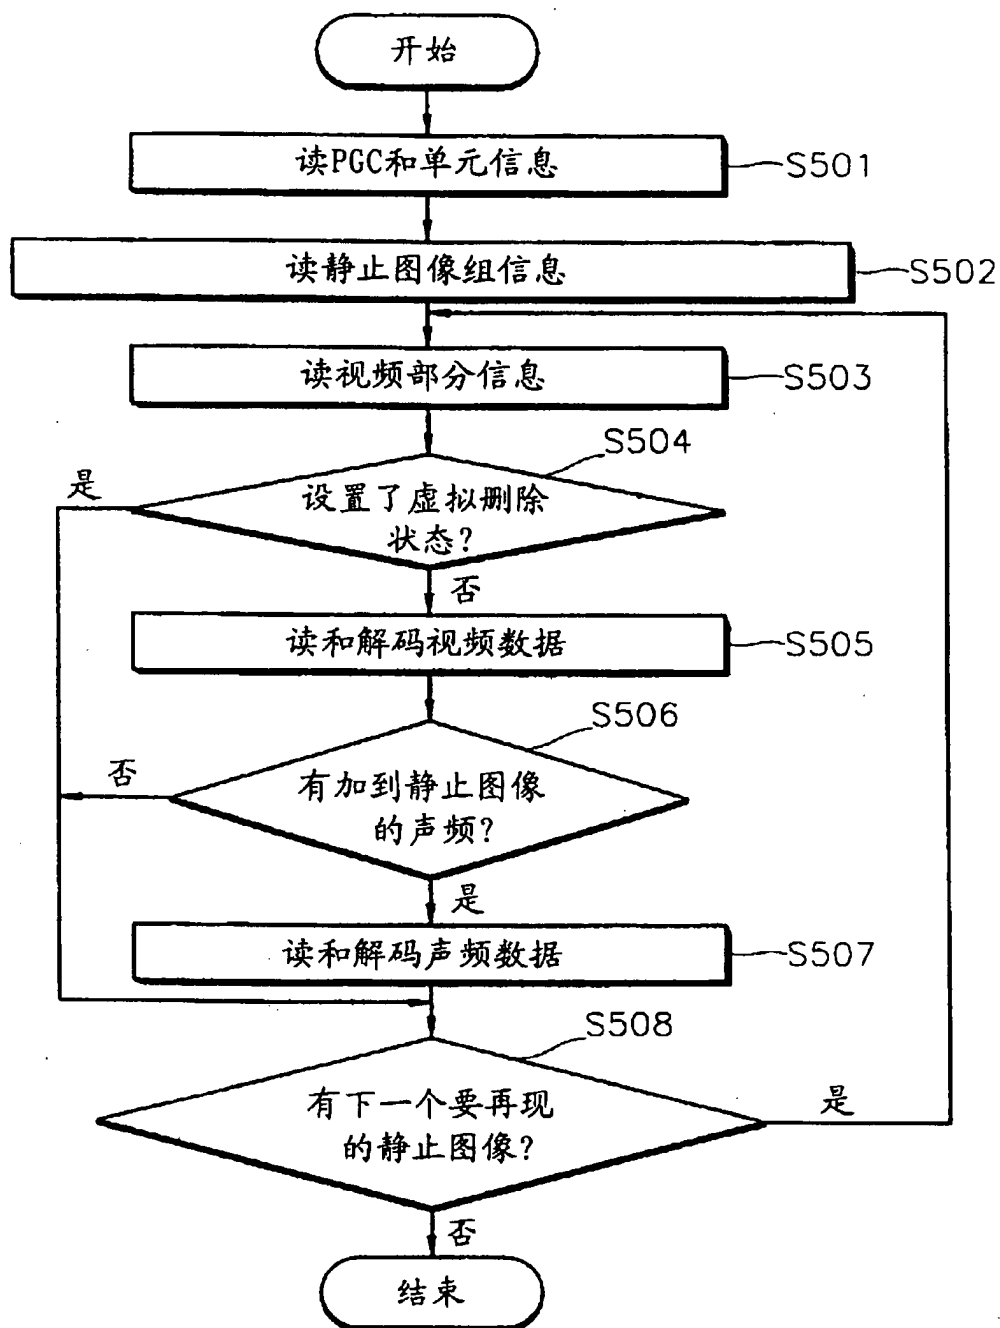 开始
读PGC和单元信息
S501
读静止图像组信息
S502
读视频部分信息
S503
S504
是
设置了虚拟删除
状态?
否
读和解码视频数据
S505
S506
否
有加到静止图像
的声频?
是
读和解码声频数据
S507
S508
有下一个要再现
的静止图像?
是
否
结束